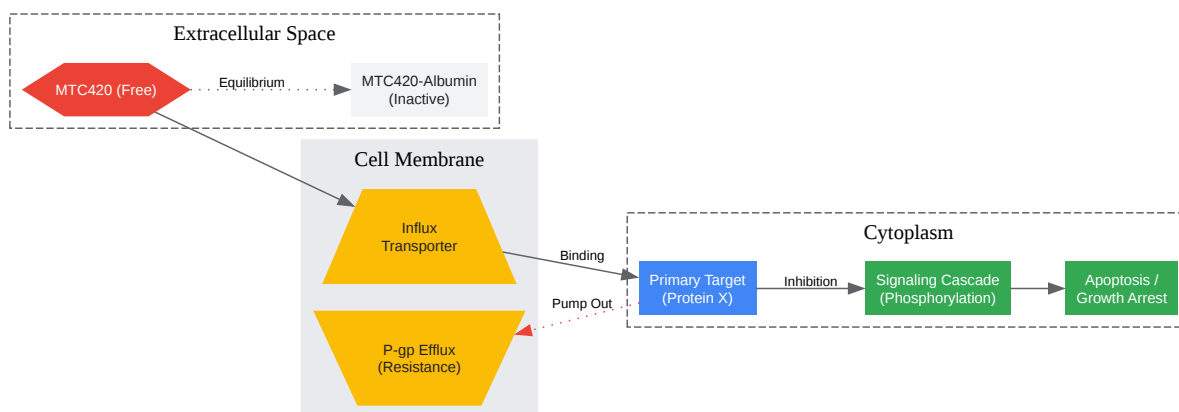 Extracellular Space
MTC420 (Free)
Equilibrium
MTC420-Albumin
(Inactive)
Cell Membrane
Influx
Transporter
Binding
Pump Out
P-gp Efflux
(Resistance)
Cytoplasm
Primary Target
(Protein X)
Inhibition
Signaling Cascade
(Phosphorylation)
Apoptosis /
Growth Arrest